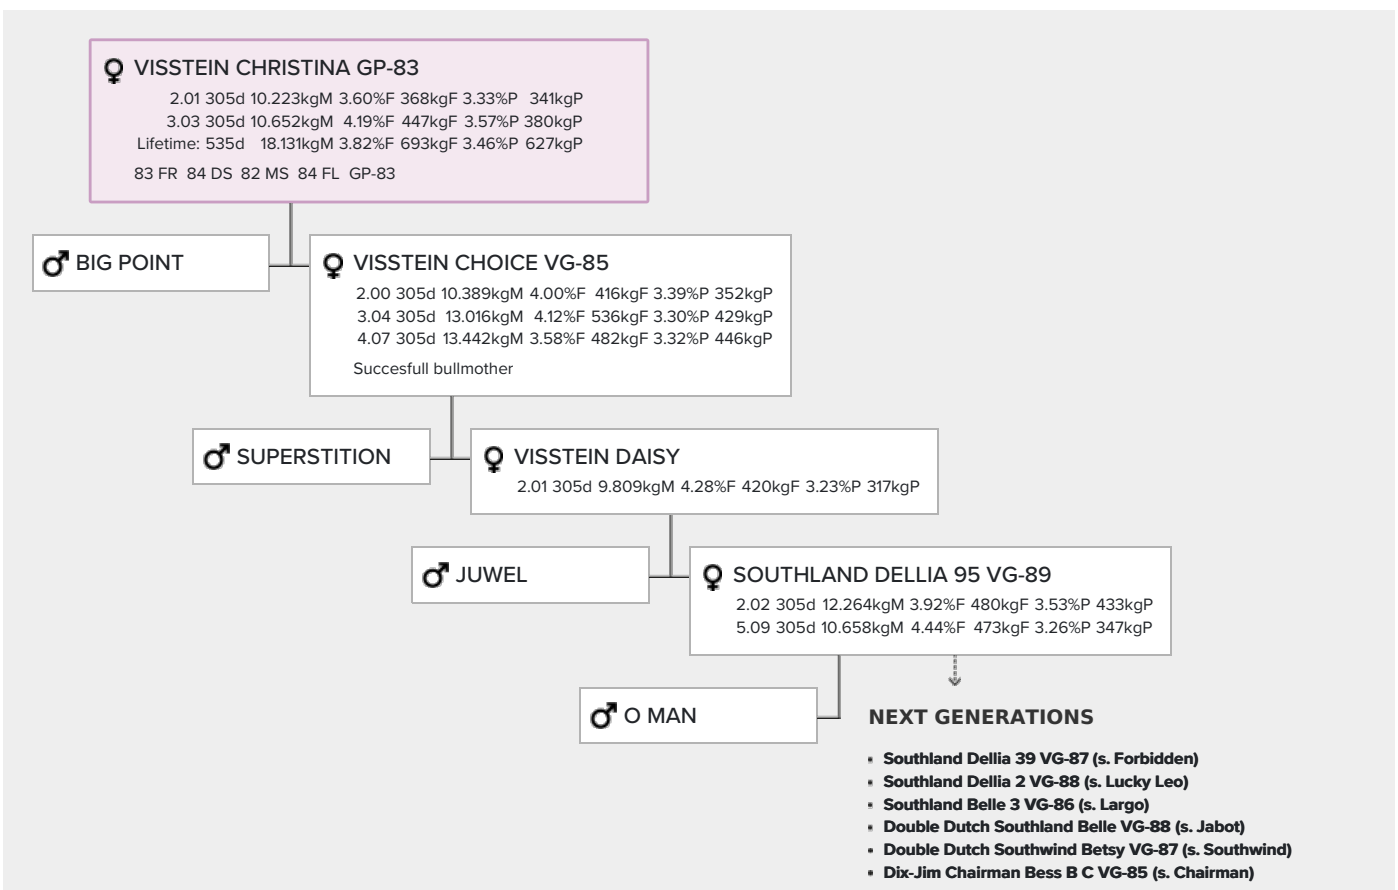 VISSTEIN CHRISTINA GP-83
2.01 305d 10.223kgM 3.60%F 368kgF 3.33%P 341kgP
3.03 305d 10.652kgM 4.19%F 447kgF 3.57%P 380kgP
Lifetime: 535d 18.131kgM 3.82%F 693kgF 3.46%P 627kgP
83 FR 84 DS 82 MS 84 FL GP-83
BIG POINT
VISSTEIN CHOICE VG-85
2.00 305d 10.389kgM 4.00%F 416kgF 3.39%P 352kgP
3.04 305d 13.016kgM 4.12%F 536kgF 3.30%P 429kgP
4.07 305d 13.442kgM 3.58%F 482kgF 3.32%P 446kgP
Succesfull bullmother
SUPERSTITION
VISSTEIN DAISY
2.01 305d 9.809kgM 4.28%F 420kgF 3.23%P 317kgP
JUWEL
SOUTHLAND DELLIA 95 VG-89
2.02 305d 12.264kgM 3.92%F 480kgF 3.53%P 433kgP
5.09 305d 10.658kgM 4.44%F 473kgF 3.26%P 347kgP
O MAN
NEXT GENERATIONS
Southland Dellia 39 VG-87 (s. Forbidden)
Southland Dellia 2 VG-88 (s. Lucky Leo)
Southland Belle 3 VG-86 (s. Largo)
Double Dutch Southland Belle VG-88 (s. Jabot)
Double Dutch Southwind Betsy VG-87 (s. Southwind)
Dix-Jim Chairman Bess B C VG-85 (s. Chairman)